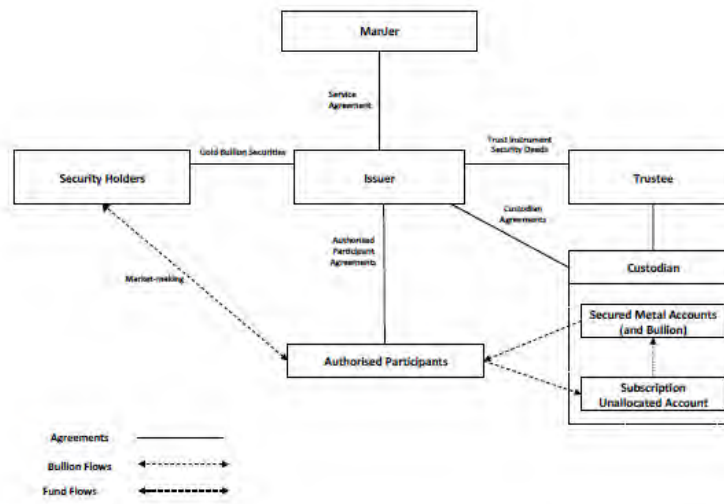 ManJer
Service
Agreement
Gold Bullion Securities
Trust Instrument
Security Deeds
Security Holders
Issuer
Trustee
Custodian
Agreements
Authorised
Participant
Agreements
Custodian
Market-making
Secured Metal Accounts
(and Bullion)
Authorised Participants
Subscription
Unallocated Account
Agreements
Bullion Flows
Fund Flows